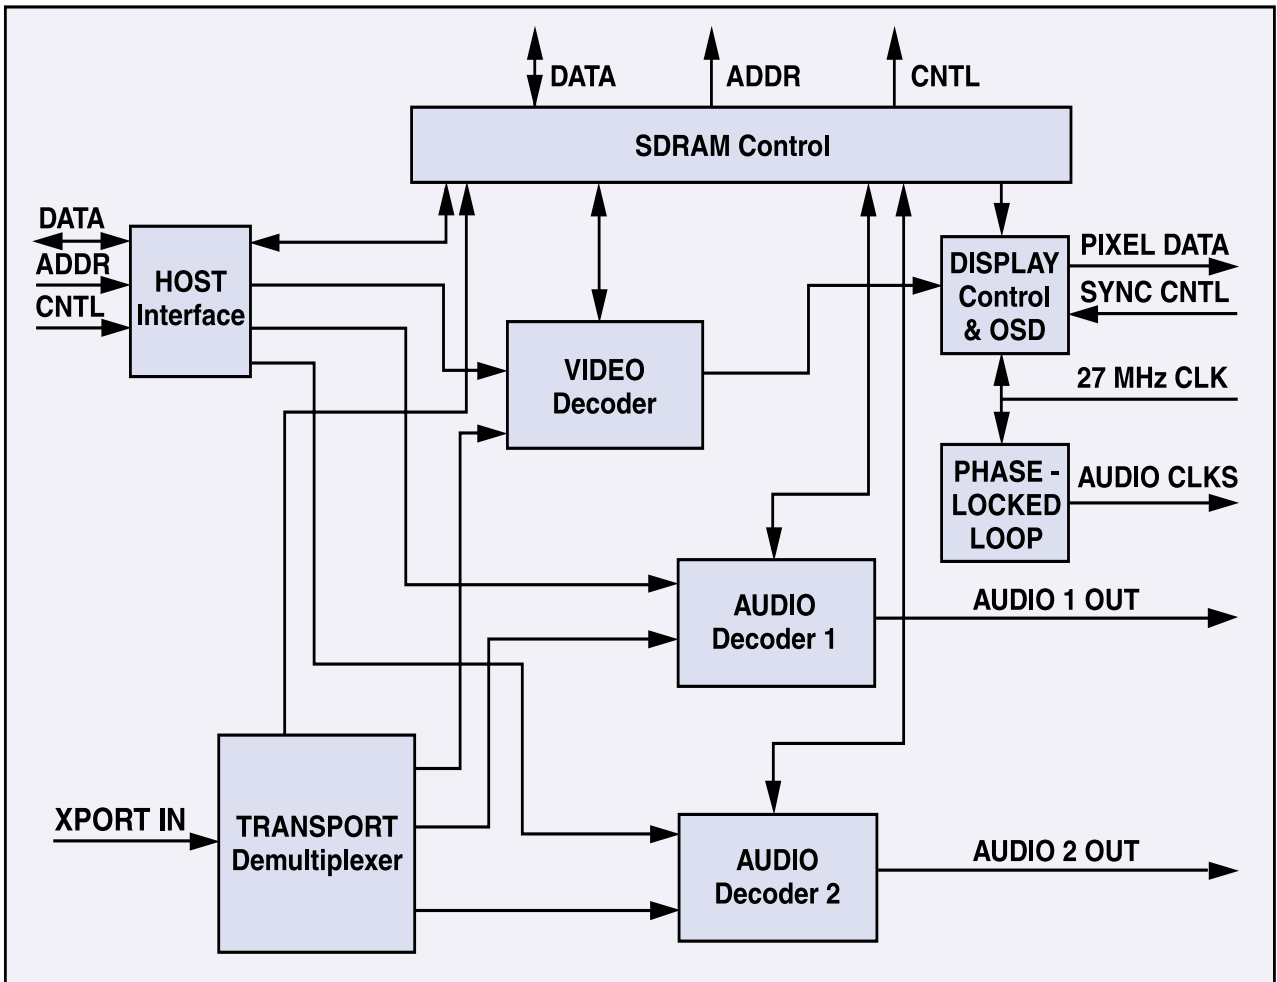 DATA
ADDR
CNTL
SDRAM Control
DATA
ADDR
CNTL
HOST
Interface
DISPLAY
Control
& OSD
PIXEL DATA
SYNC CNTL
27 MHz CLK
VIDEO
Decoder
PHASE -
LOCKED
LOOP
AUDIO CLKS
AUDIO
Decoder 1
AUDIO 1 OUT
XPORT IN
TRANSPORT
Demultiplexer
AUDIO
Decoder 2
AUDIO 2 OUT